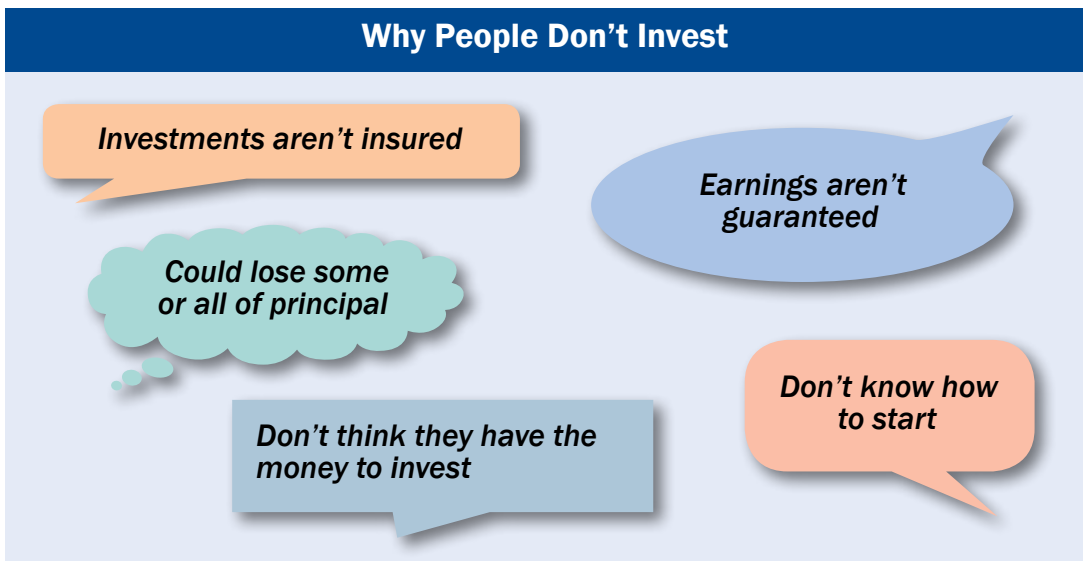 Why People Don’t Invest
Investments aren’t insured
Earnings aren’t
guaranteed
Could lose some
or all of principal
Don’t know how
to start
Don’t think they have the
money to invest